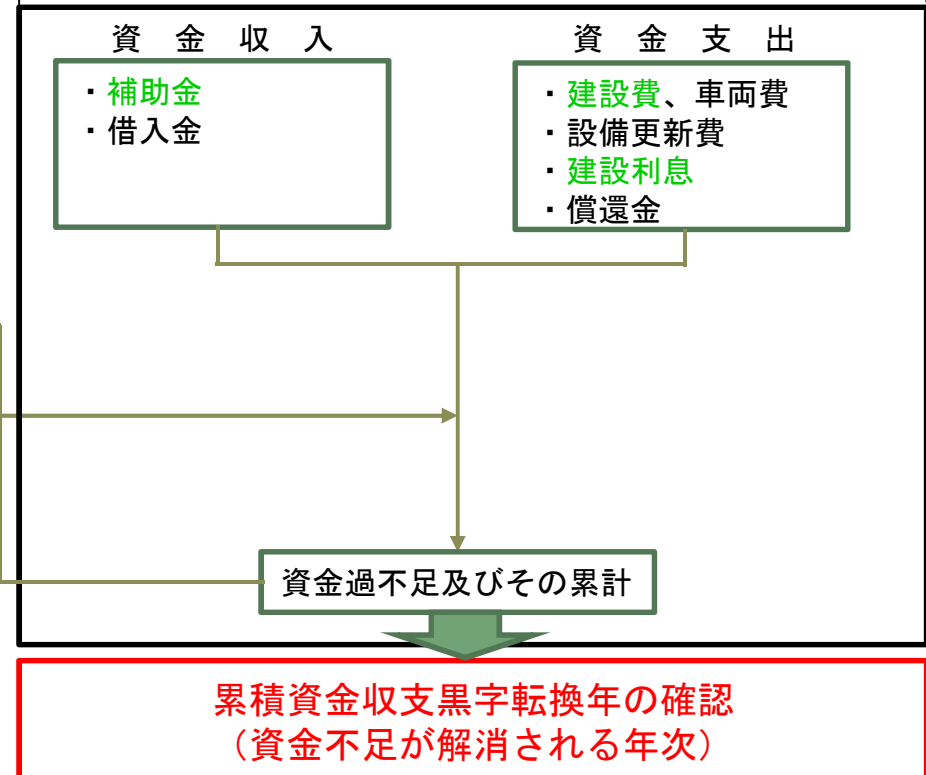 資金収入
・補助金
・借入金
資金支出
・建設費、車両費
・設備更新費
・建設利息
・償還金
資金過不足及びその累計
累積資金収支黒字転換年の確認
（資金不足が解消される年次）